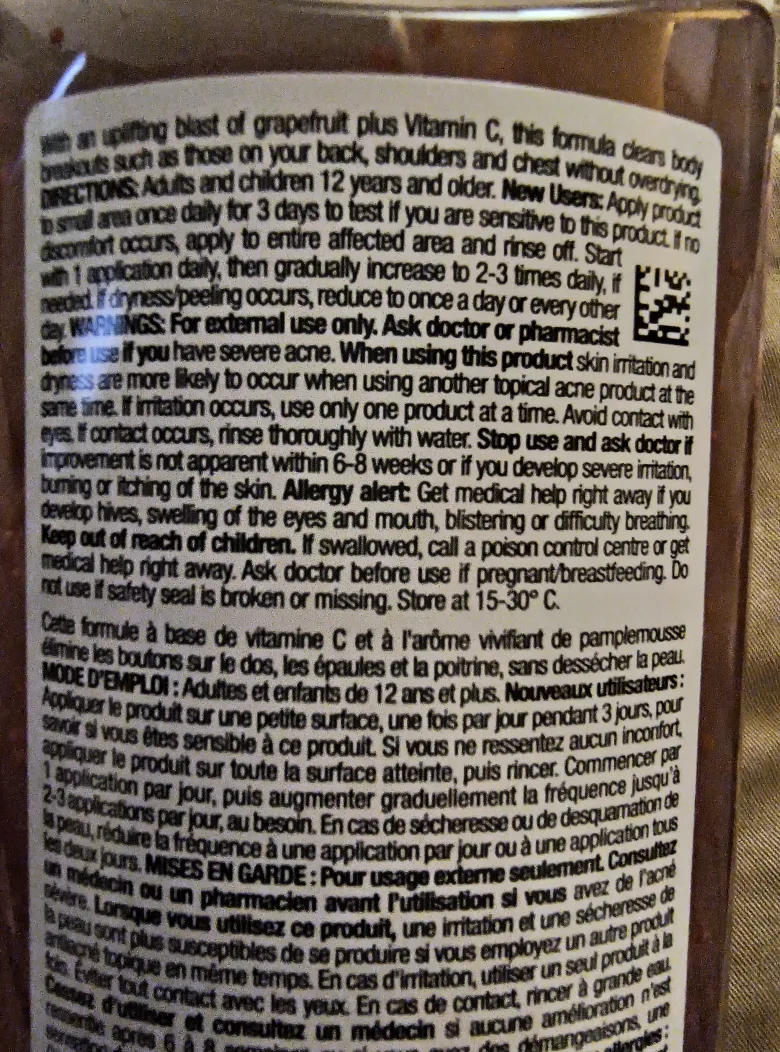 With an uplifting blast of grapefruit plus Vitamin C, this formula clears body
breakouts such as those on your back, shoulders and chest without overdrying.
DIRECTIONS: Adults and children 12 years and older. New Users: Apply product
to small area once daily for 3 days to test if you are sensitive to this product. If no
discomfort occurs, apply to entire affected area and rinse off. Start
with 1 application daily, then gradually increase to 2-3 times daily, if
needed. If dryness/peeling occurs, reduce to once a day or every other
day. WARNINGS: For external use only. Ask doctor or pharmacist
before use if you have severe acne. When using this product skin irritation and
dryness are more likely to occur when using another topical acne product at the
same time. If irritation occurs, use only one product at a time. Avoid contact with
eyes. If contact occurs, rinse thoroughly with water. Stop use and ask doctor if
improvement is not apparent within 6-8 weeks or if you develop severe irritation,
burning or itching of the skin. Allergy alert: Get medical help right away if you
develop hives, swelling of the eyes and mouth, blistering or difficulty breathing.
Keep out of reach of children. If swallowed, call a poison control centre or get
medical help right away. Ask doctor before use if pregnant/breastfeeding. Do
not use if safety seal is broken or missing. Store at 15-30° C.
Cette formule à base de vitamine C et à l'arôme vivifiant de pamplemousse
élimine les boutons sur le dos, les épaules et la poitrine, sans dessécher la peau.
MODE D'EMPLOI : Adultes et enfants de 12 ans et plus. Nouveaux utilisateurs :
Appliquer le produit sur une petite surface, une fois par jour pendant 3 jours, pour
savoir si vous êtes sensible à ce produit. Si vous ne ressentez aucun inconfort,
appliquer le produit sur toute la surface atteinte, puis rincer. Commencer par
1 application par jour, puis augmenter graduellement la fréquence jusqu'à
2-3 applications par jour, au besoin. En cas de sécheresse ou de desquamation de
la peau, réduire la fréquence à une application par jour ou à une application tous
les deux jours. MISES EN GARDE : Pour usage externe seulement. Consultez
un médecin ou un pharmacien avant l'utilisation si vous avez de l'acné
sévère. Lorsque vous utilisez ce produit, une irritation et une sécheresse de
la peau sont plus susceptibles de se produire si vous employez un autre produit
antiacné topique en même temps. En cas d'irritation, utiliser un seul produit à la
fois. Éviter tout contact avec les yeux. En cas de contact, rincer à grande eau.
Cessez d'utiliser et consultez un médecin si aucune amélioration n'est
ressentie après 6 à 8 des démangeaisons, une